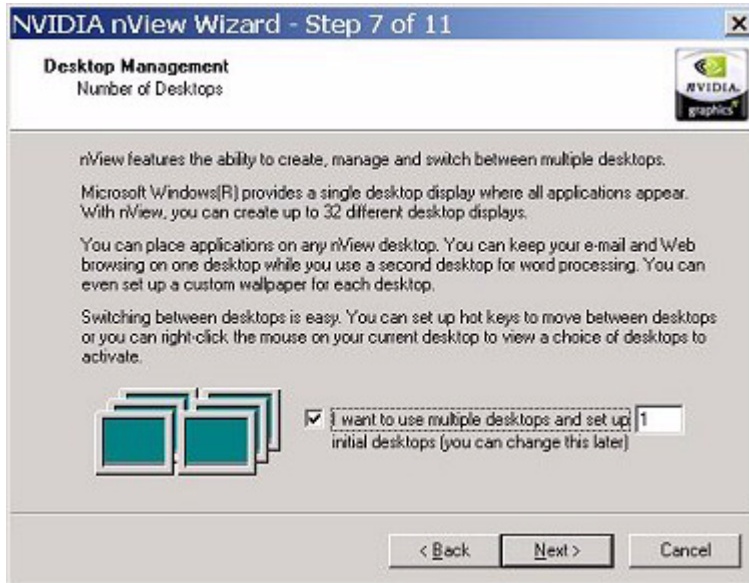 NVIDIA nView Wizard - Step 7 of 11
Desktop Management
Number of Desktops
NVIDIA.
graphics
nView features the ability to create, manage and switch between multiple desktops.
Microsoft Windows(R) provides a single desktop display where all applications appear.
With nView, you can create up to 32 different desktop displays.
You can place applications on any nView desktop. You can keep your e-mail and Web
browsing on one desktop while you use a second desktop for word processing. You can
even set up a custom wallpaper for each desktop.
Switching between desktops is easy. You can set up hot keys to move between desktops
or you can right-click the mouse on your current desktop to view a choice of desktops to
activate.
I want to use multiple desktops and set up 1
initial desktops (you can change this later)
< Back Next > Cancel